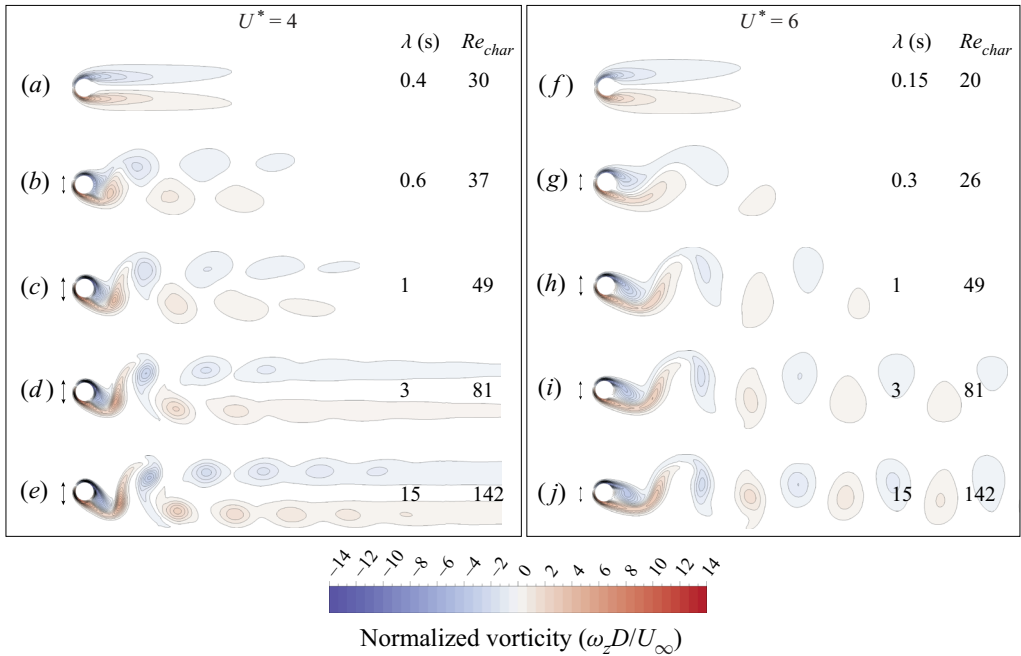 U* = 4
λ (s) Re_char
(a) 0.4 30
(b) 0.6 37
(c) 1 49
(d) 3 81
(e) 15 142
U* = 6
λ (s) Re_char
(f) 0.15 20
(g) 0.3 26
(h) 1 49
(i) 3 81
(j) 15 142
−14 −12 −10 −8 −6 −4 −2 0 2 4 6 8 10 12 14
Normalized vorticity (ω_z D/U_∞)